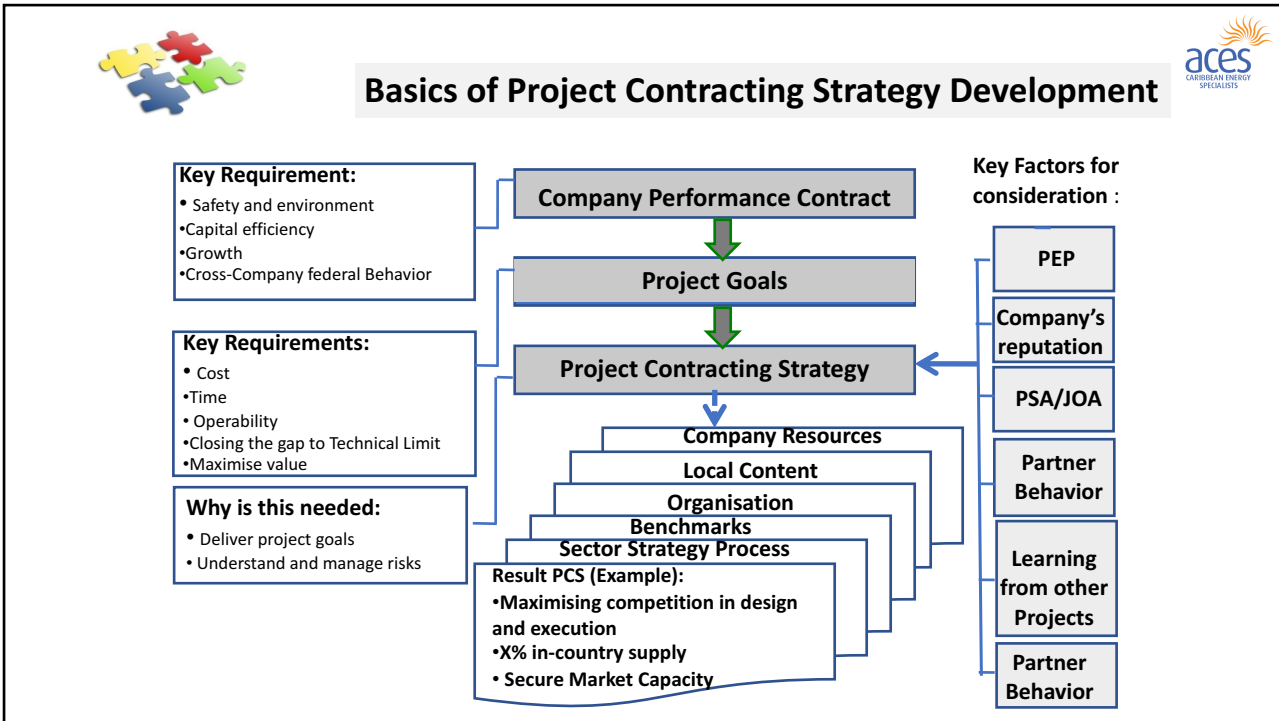 aces
CARIBBEAN ENERGY
SPECIALISTS
Basics of Project Contracting Strategy Development
Key Requirement:
• Safety and environment
•Capital efficiency
•Growth
•Cross-Company federal Behavior
Key Requirements:
• Cost
•Time
• Operability
•Closing the gap to Technical Limit
•Maximise value
Why is this needed:
• Deliver project goals
• Understand and manage risks
Company Performance Contract
Project Goals
Project Contracting Strategy
Company Resources
Local Content
Organisation
Benchmarks
Sector Strategy Process
Result PCS (Example):
•Maximising competition in design
and execution
•X% in-country supply
• Secure Market Capacity
Key Factors for
consideration :
PEP
Company’s
reputation
PSA/JOA
Partner
Behavior
Learning
from other
Projects
Partner
Behavior